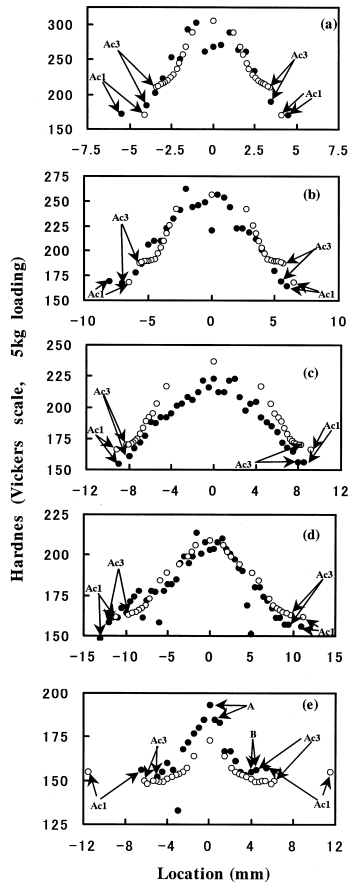 Hardnes (Vickers scale, 5kg loading)
(a)
300
250
200
150
Ac3
Ac3
Ac1
Ac1
-7.5 -5 -2.5 0 2.5 5 7.5
(b)
275
250
225
200
175
150
Ac3
Ac3
Ac1
Ac1
-10 -5 0 5 10
(c)
250
225
200
175
150
Ac3
Ac1
Ac1
Ac3
-12 -8 -4 0 4 8 12
(d)
225
200
175
150
Ac3
Ac1
Ac3
Ac1
-15 -10 -5 0 5 10 15
(e)
200
175
150
125
A
B
Ac3
Ac3
Ac1
Ac1
-12 -8 -4 0 4 8 12
Location (mm)